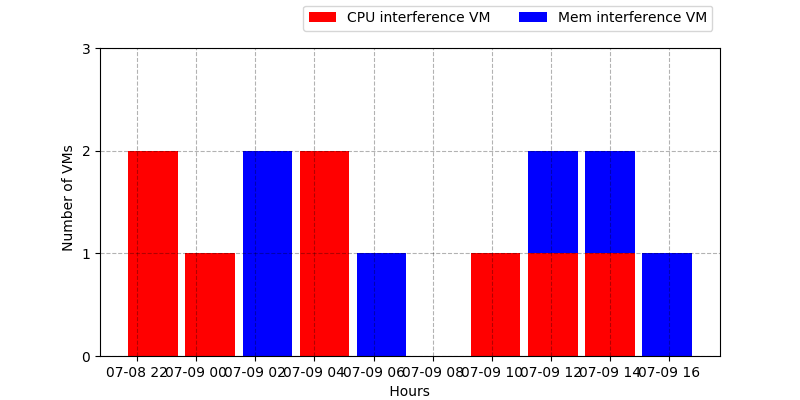 CPU interference VM Mem interference VM
3
2
1
0
Number of VMs
07-08 22 07-09 00 07-09 02 07-09 04 07-09 06 07-09 08 07-09 10 07-09 12 07-09 14 07-09 16
Hours